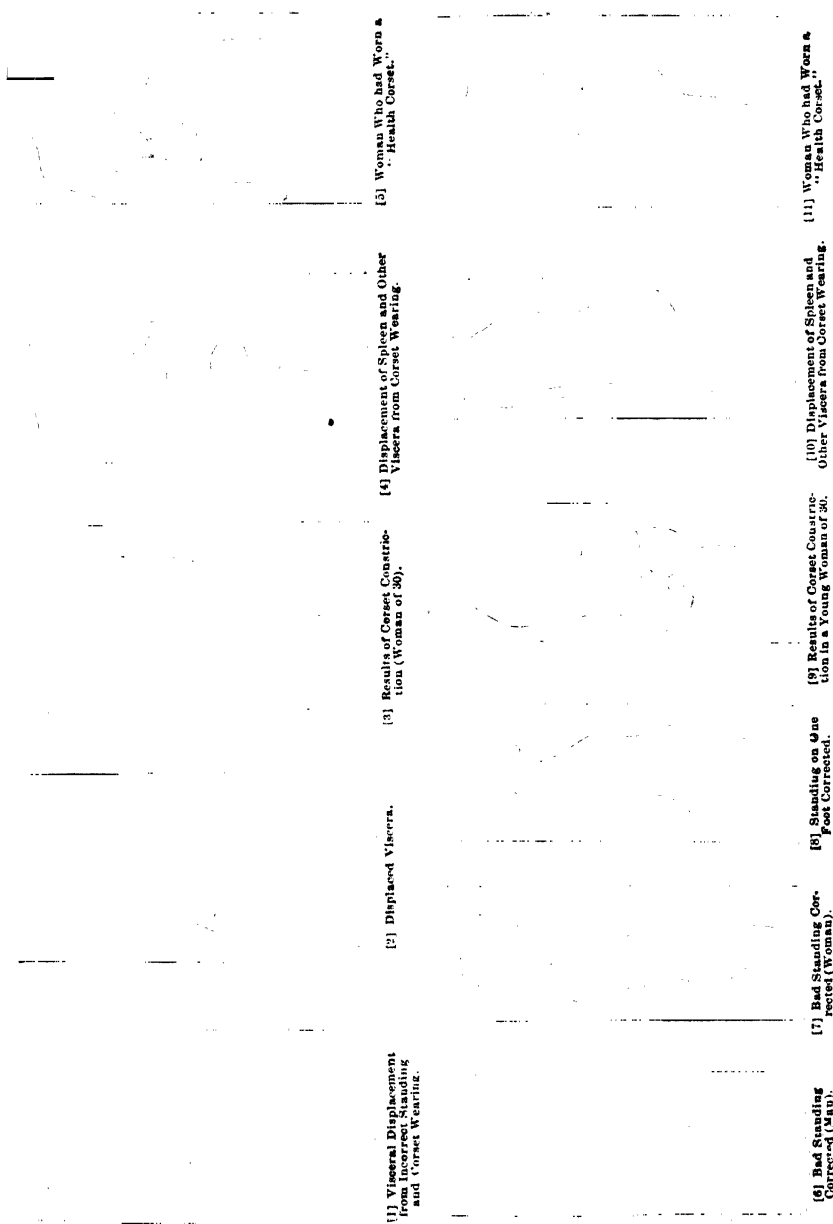 [1] Visceral Displacement
from Incorrect Standing
and Corset Wearing.
[2] Displaced Viscera.
[3] Results of Corset Constric-
tion (Woman of 30).
[4] Displacement of Spleen and Other
Viscera from Corset Wearing.
[5] Woman Who had Worn a
"Health Corset."
[6] Bad Standing
Corrected (Man).
[7] Bad Standing Cor-
rected (Woman).
[8] Standing on One
Foot Corrected.
[9] Results of Corset Constric-
tion in a Young Woman of 30.
[10] Displacement of Spleen and
Other Viscera from Corset Wearing.
[11] Woman Who had Worn a
"Health Corset."